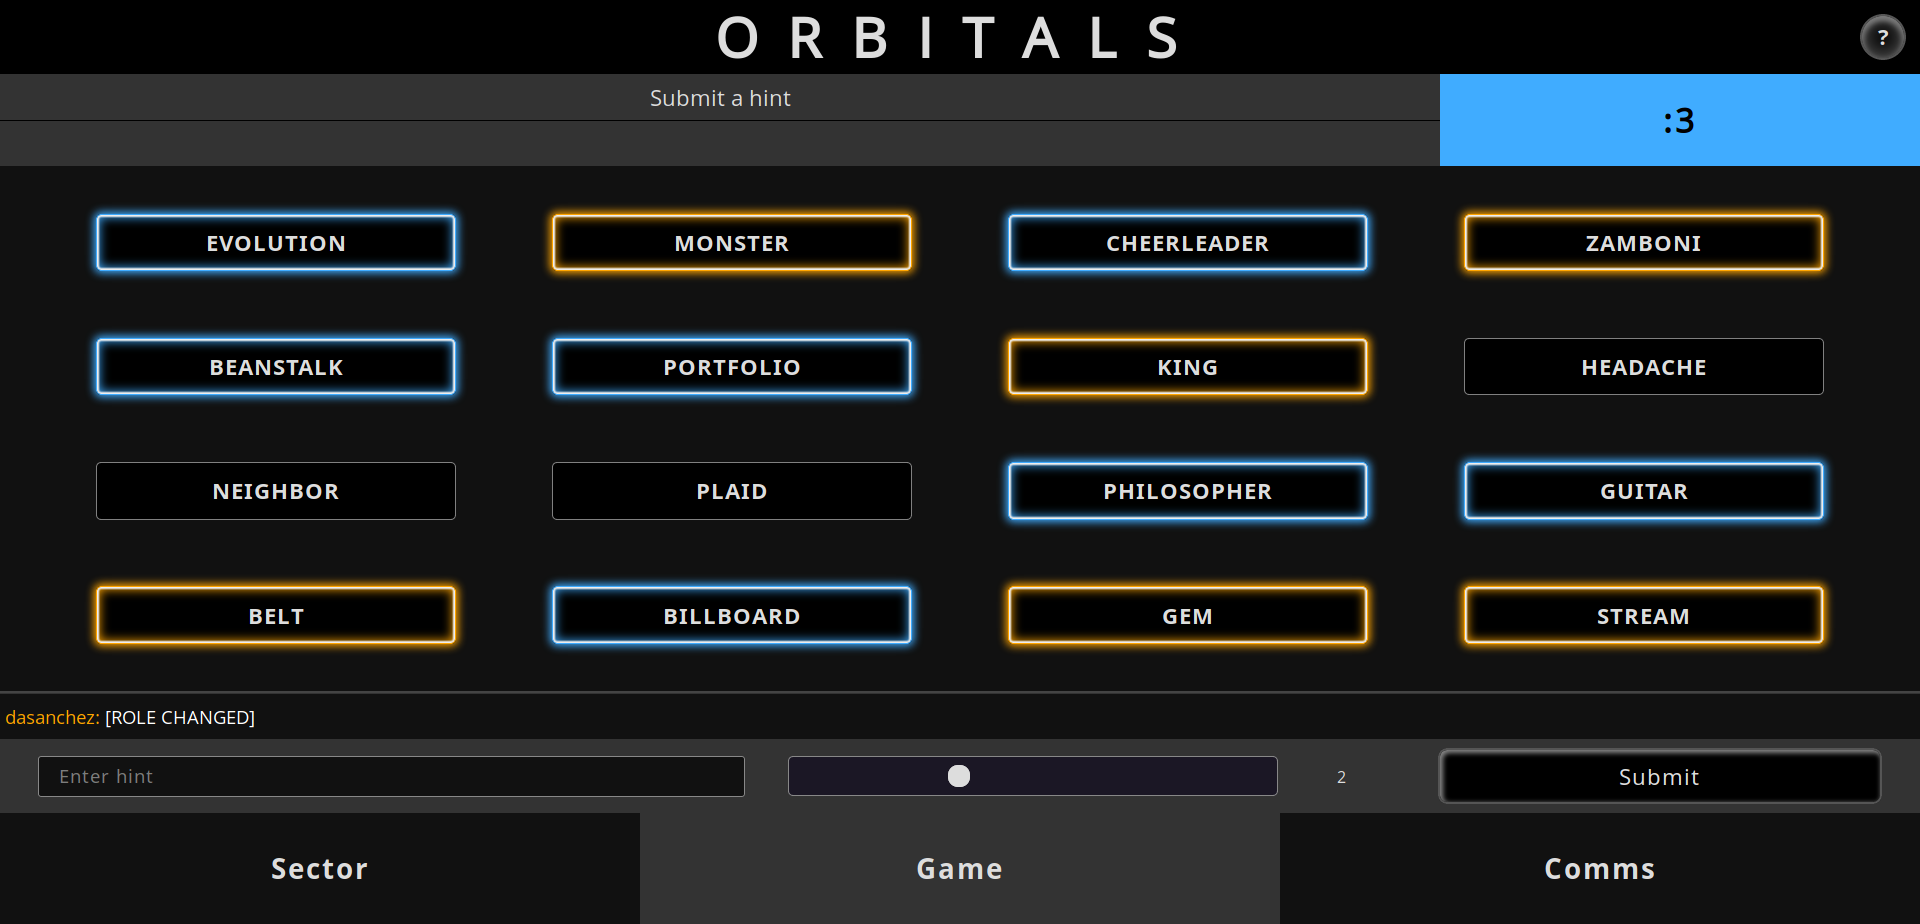 ORBITALS
?
Submit a hint
:3
EVOLUTION
MONSTER
CHEERLEADER
ZAMBONI
BEANSTALK
PORTFOLIO
KING
HEADACHE
NEIGHBOR
PLAID
PHILOSOPHER
GUITAR
BELT
BILLBOARD
GEM
STREAM
dasanchez: [ROLE CHANGED]
Enter hint
2
Submit
Sector
Game
Comms